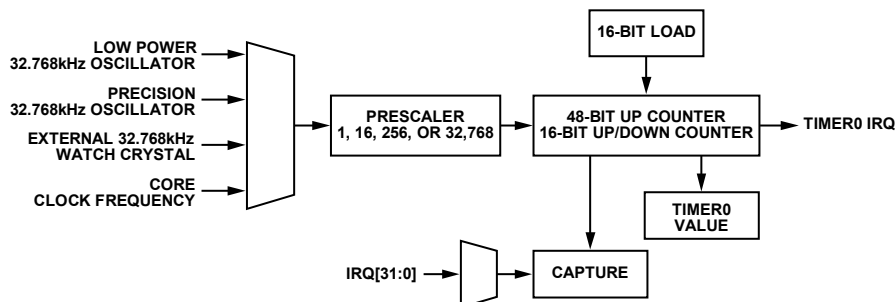 16-BIT LOAD
LOW POWER
32.768kHz OSCILLATOR
PRECISION
32.768kHz OSCILLATOR
EXTERNAL 32.768kHz
WATCH CRYSTAL
CORE
CLOCK FREQUENCY
PRESCALER
1, 16, 256, OR 32,768
48-BIT UP COUNTER
16-BIT UP/DOWN COUNTER
TIMER0 IRQ
TIMER0
VALUE
IRQ[31:0]
CAPTURE